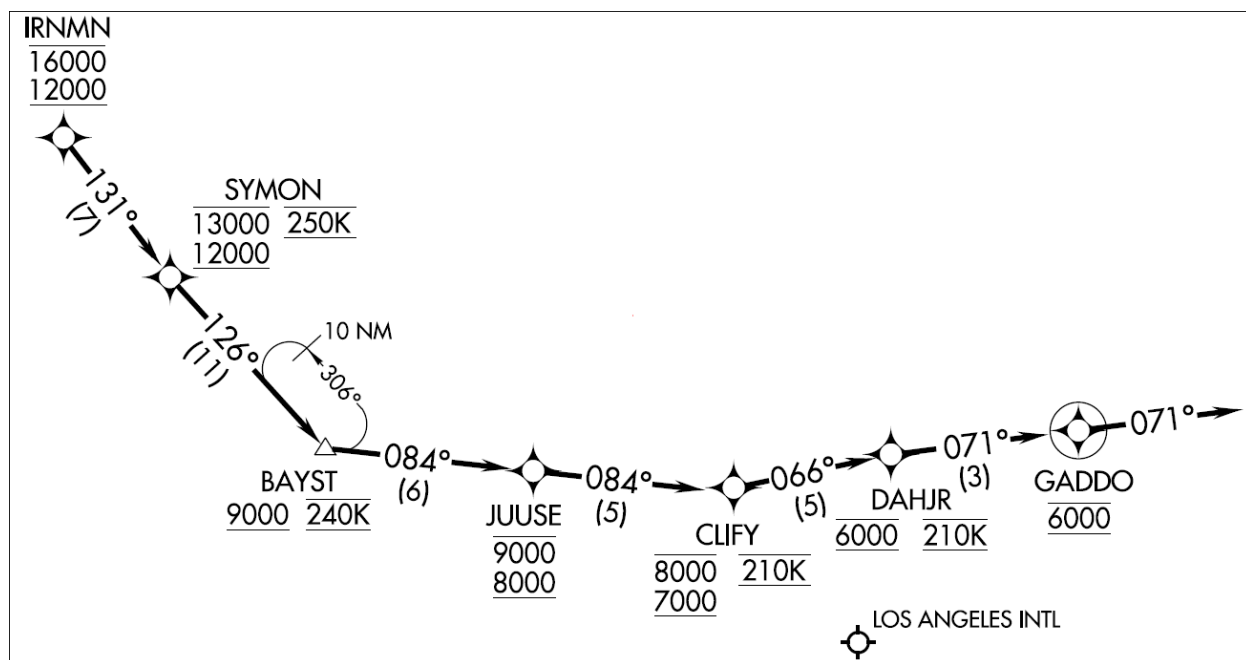 IRNMN
16000
12000
131°
(7)
SYMON
13000 250K
12000
126°
(11)
10 NM
306°
BAYST
9000 240K
084°
(6)
JUUSE
9000
8000
084°
(5)
CLIFY
8000 210K
7000
066°
(5)
DAHJR
6000 210K
071°
(3)
GADDO
6000
071°
LOS ANGELES INTL